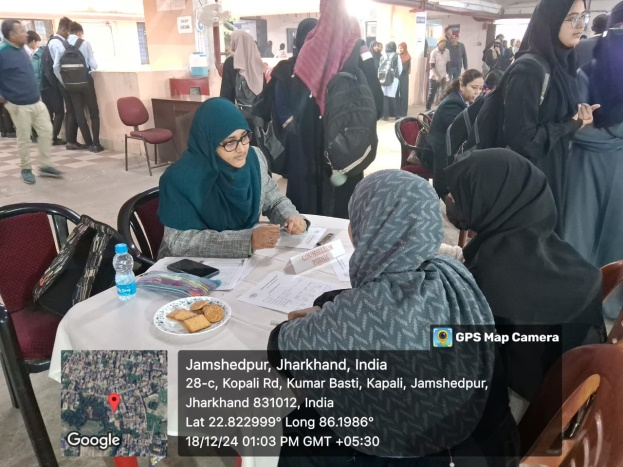 GPS Map Camera
Jamshedpur, Jharkhand, India
28-c, Kopali Rd, Kumar Basti, Kapali, Jamshedpur,
Jharkhand 831012, India
Lat 22.822999° Long 86.1986°
18/12/24 01:03 PM GMT +05:30
Google